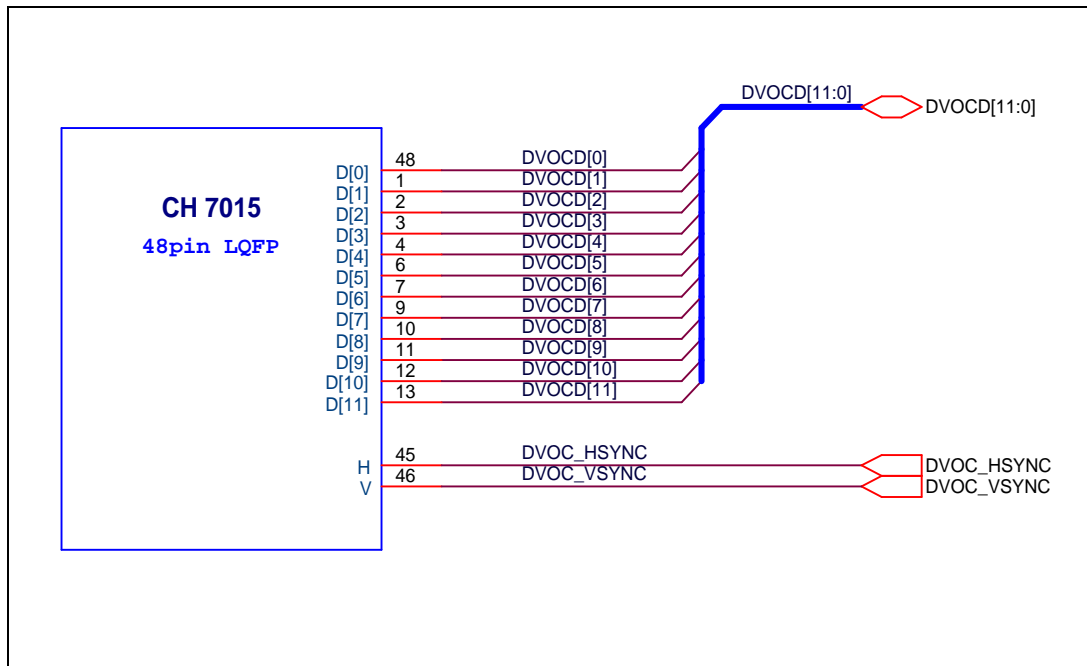 DVOCD[11:0]
DVOCD[11:0]
CH 7015
48pin LQFP
D[0] 48 DVOCD[0]
D[1] 1 DVOCD[1]
D[2] 2 DVOCD[2]
D[3] 3 DVOCD[3]
D[4] 4 DVOCD[4]
D[5] 6 DVOCD[5]
D[6] 7 DVOCD[6]
D[7] 9 DVOCD[7]
D[8] 10 DVOCD[8]
D[9] 11 DVOCD[9]
D[10] 12 DVOCD[10]
D[11] 13 DVOCD[11]
H 45 DVOC_HSYNC DVOC_HSYNC
V 46 DVOC_VSYNC DVOC_VSYNC